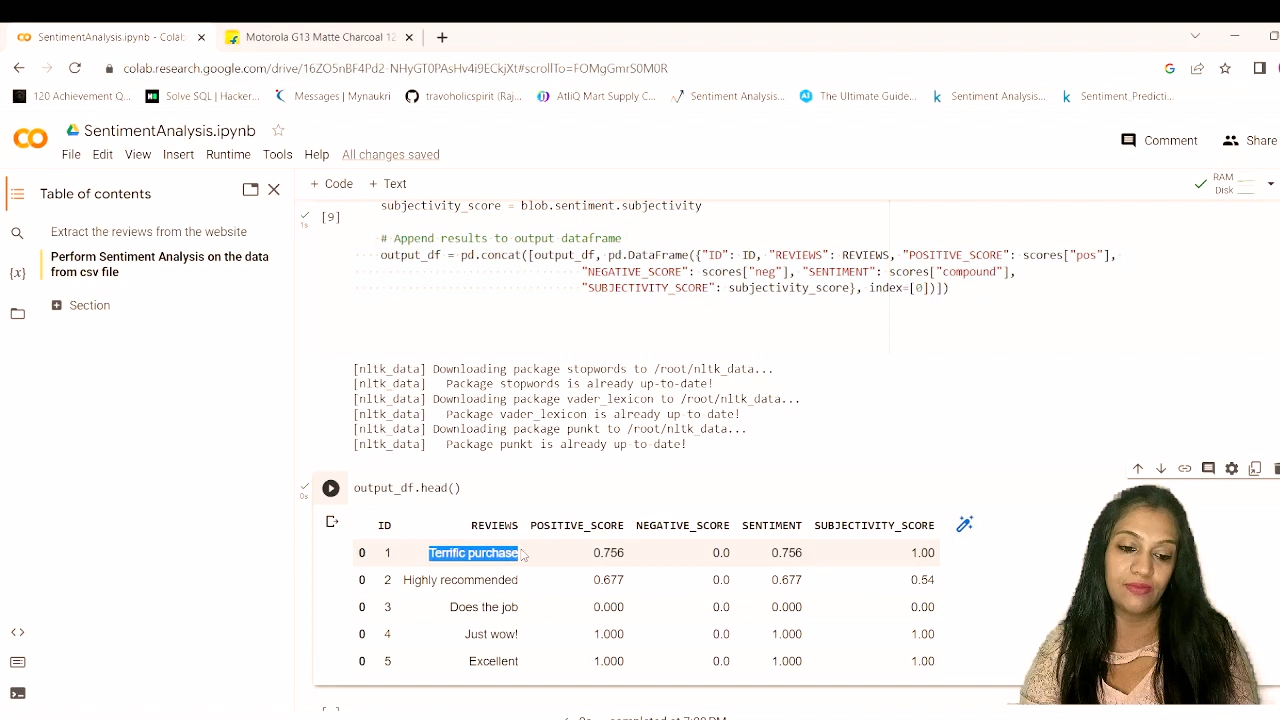 SentimentAnalysis.ipynb - Colab
Motorola G13 Matte Charcoal 12
colab.research.google.com/drive/16ZO5nBF4Pd2-NHyGT0PAsHv4i9ECkjXt#scrollTo=FOMgGmrS0M0R
120 Achievement Q...
Solve SQL | Hacker...
Messages | Mynaukri
travoholicspirit (Raj...
AtliQ Mart Supply C...
Sentiment Analysis...
The Ultimate Guide...
Sentiment Analysis...
Sentiment_Predicti...
SentimentAnalysis.ipynb
File Edit View Insert Runtime Tools Help All changes saved
Comment
Share
Table of contents
+ Code + Text
RAM
Disk
Extract the reviews from the website
Perform Sentiment Analysis on the data
from csv file
Section
[9]
1s
subjectivity_score = blob.sentiment.subjectivity
# Append results to output dataframe
output_df = pd.concat([output_df, pd.DataFrame({"ID": ID, "REVIEWS": REVIEWS, "POSITIVE_SCORE": scores["pos"],
"NEGATIVE_SCORE": scores["neg"], "SENTIMENT": scores["compound"],
"SUBJECTIVITY_SCORE": subjectivity_score}, index=[0])])
[nltk_data] Downloading package stopwords to /root/nltk_data...
[nltk_data]   Package stopwords is already up-to-date!
[nltk_data] Downloading package vader_lexicon to /root/nltk_data...
[nltk_data]   Package vader_lexicon is already up-to-date!
[nltk_data] Downloading package punkt to /root/nltk_data...
[nltk_data]   Package punkt is already up-to-date!
0s
output_df.head()
ID REVIEWS POSITIVE_SCORE NEGATIVE_SCORE SENTIMENT SUBJECTIVITY_SCORE
0 1 Terrific purchase 0.756 0.0 0.756 1.00
0 2 Highly recommended 0.677 0.0 0.677 0.54
0 3 Does the job 0.000 0.0 0.000 0.00
0 4 Just wow! 1.000 0.0 1.000 1.00
0 5 Excellent 1.000 0.0 1.000 1.00